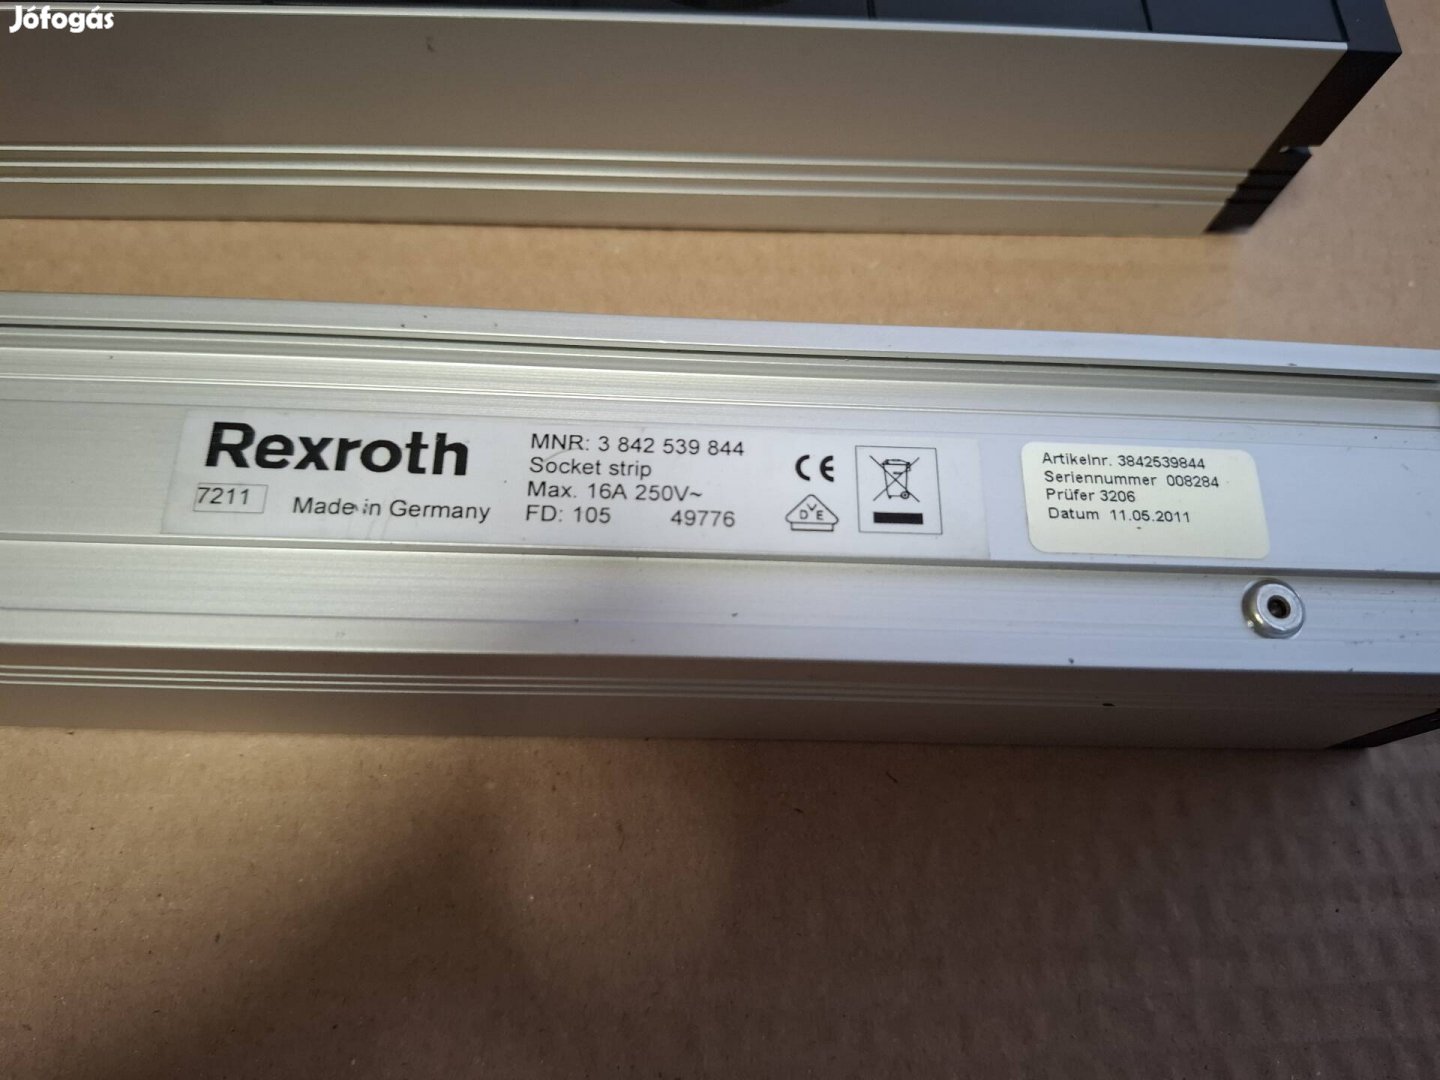 Jófogás
Rexroth
7211
Made in Germany
MNR: 3 842 539 844
Socket strip
Max. 16A 250V~
FD: 105 49776
CE
DVE
Artikelnr. 3842539844
Seriennummer 008284
Prüfer 3206
Datum 11.05.2011